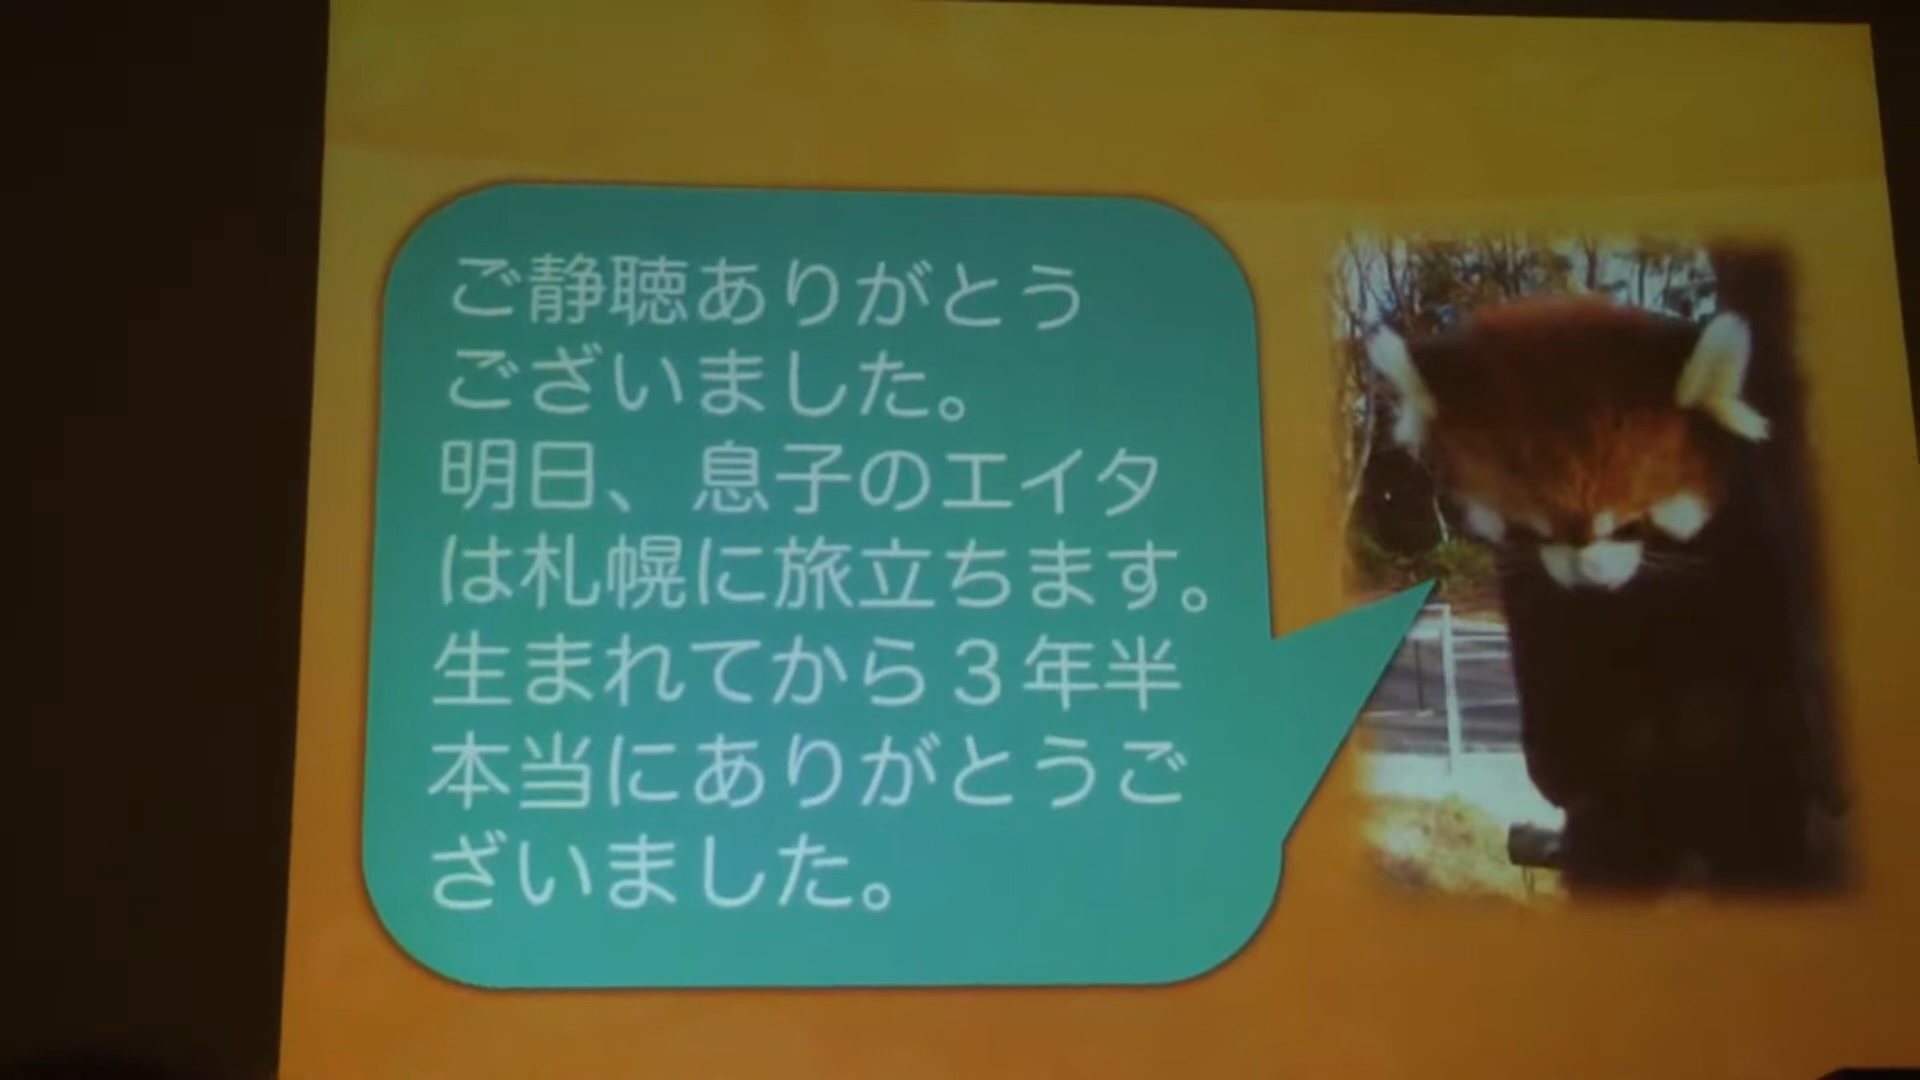 ご静聴ありがとう
ございました。
明日、息子のエイタ
は札幌に旅立ちます。
生まれてから３年半
本当にありがとうご
ざいました。